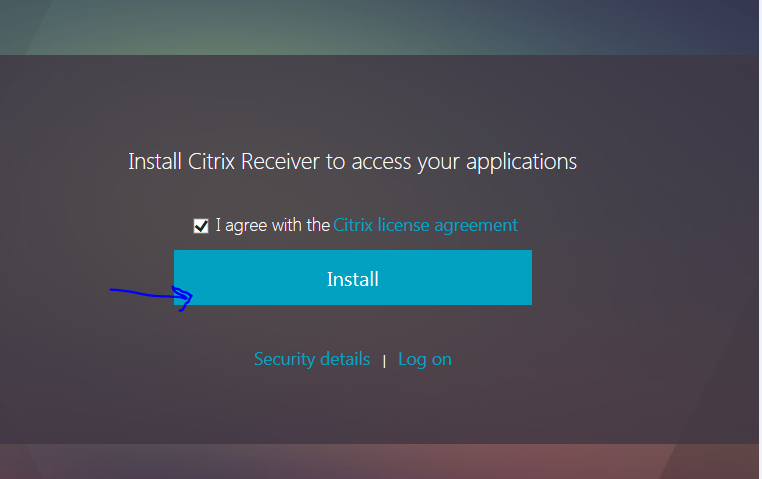 Install Citrix Receiver to access your applications
I agree with the Citrix license agreement
Install
Security details | Log on